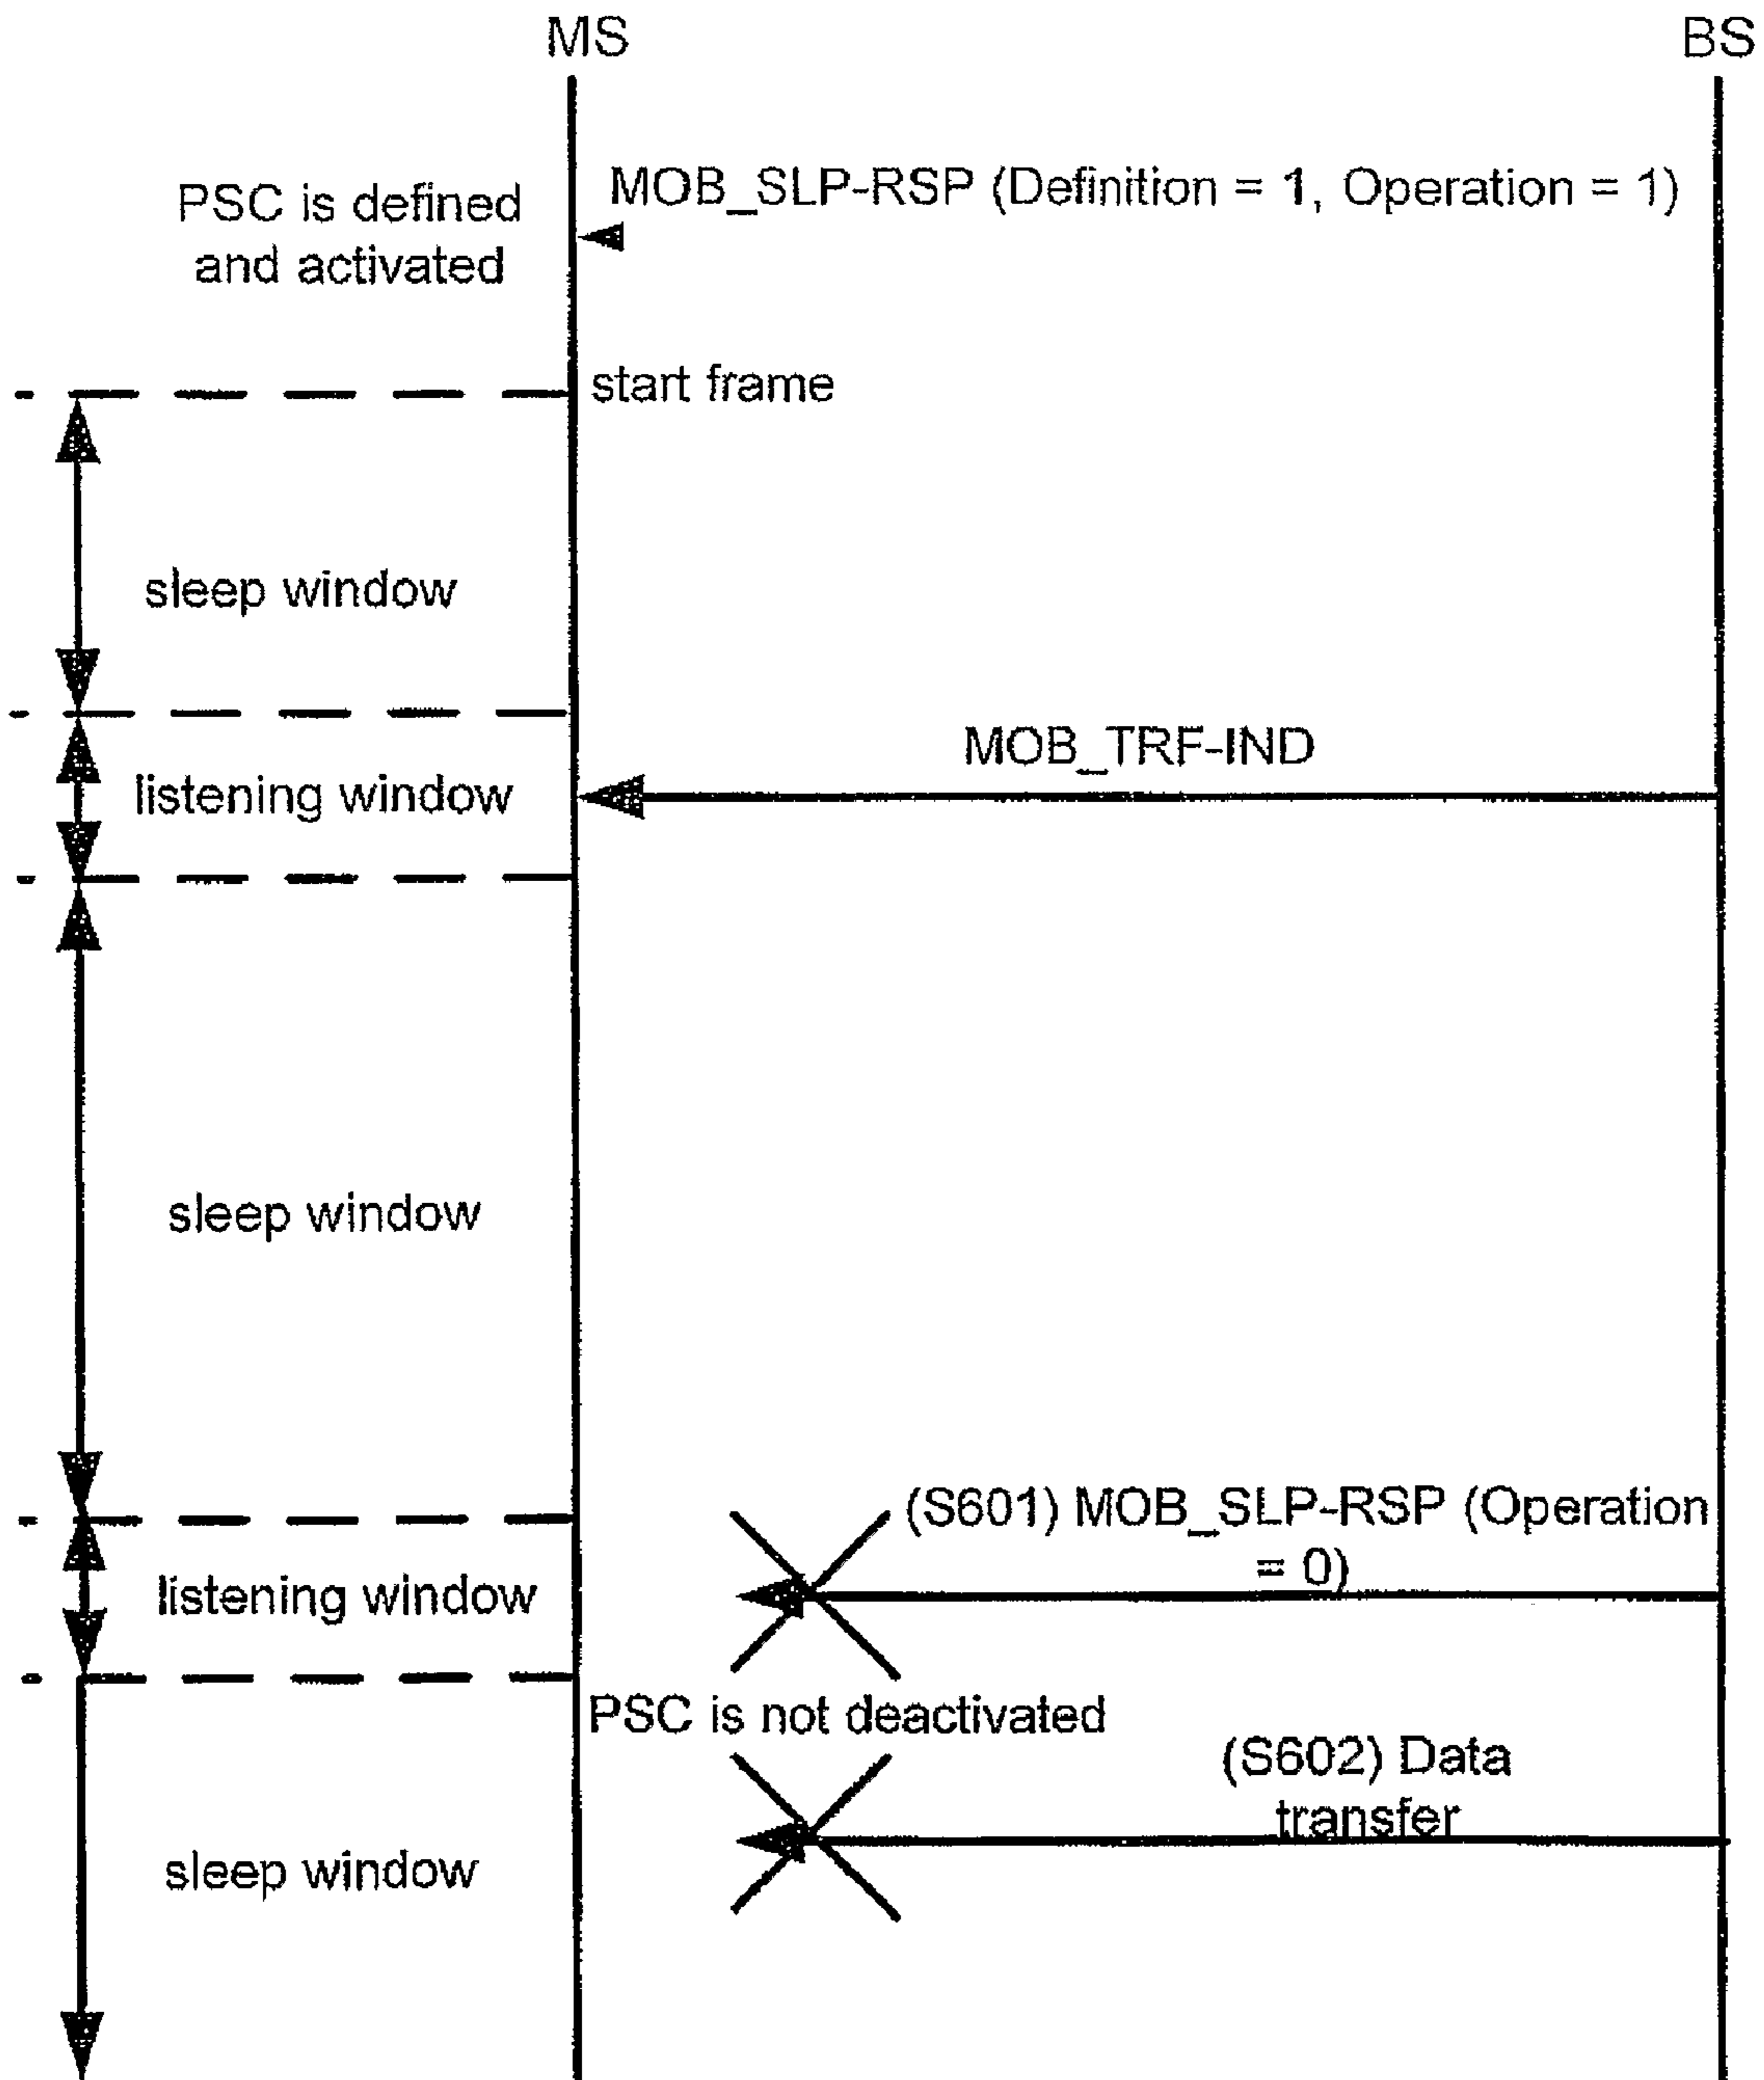 MS
BS
MOB_SLP-RSP (Definition = 1, Operation = 1)
PSC is defined
and activated
start frame
sleep window
MOB_TRF-IND
listening window
sleep window
(S601) MOB_SLP-RSP (Operation
= 0)
listening window
PSC is not deactivated
(S602) Data
transfer
sleep window